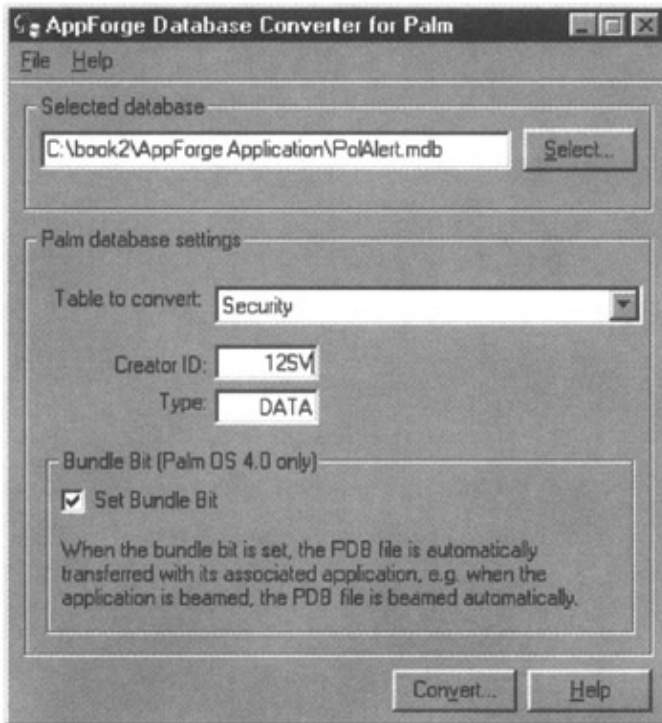 AppForge Database Converter for Palm
File Help
Selected database
C:\book2\AppForge Application\PolAlert.mdb
Select...
Palm database settings
Table to convert: Security
Creator ID: 12SV
Type: DATA
Bundle Bit (Palm OS 4.0 only)
Set Bundle Bit
When the bundle bit is set, the PDB file is automatically
transferred with its associated application, e.g. when the
application is beamed, the PDB file is beamed automatically.
Convert... Help